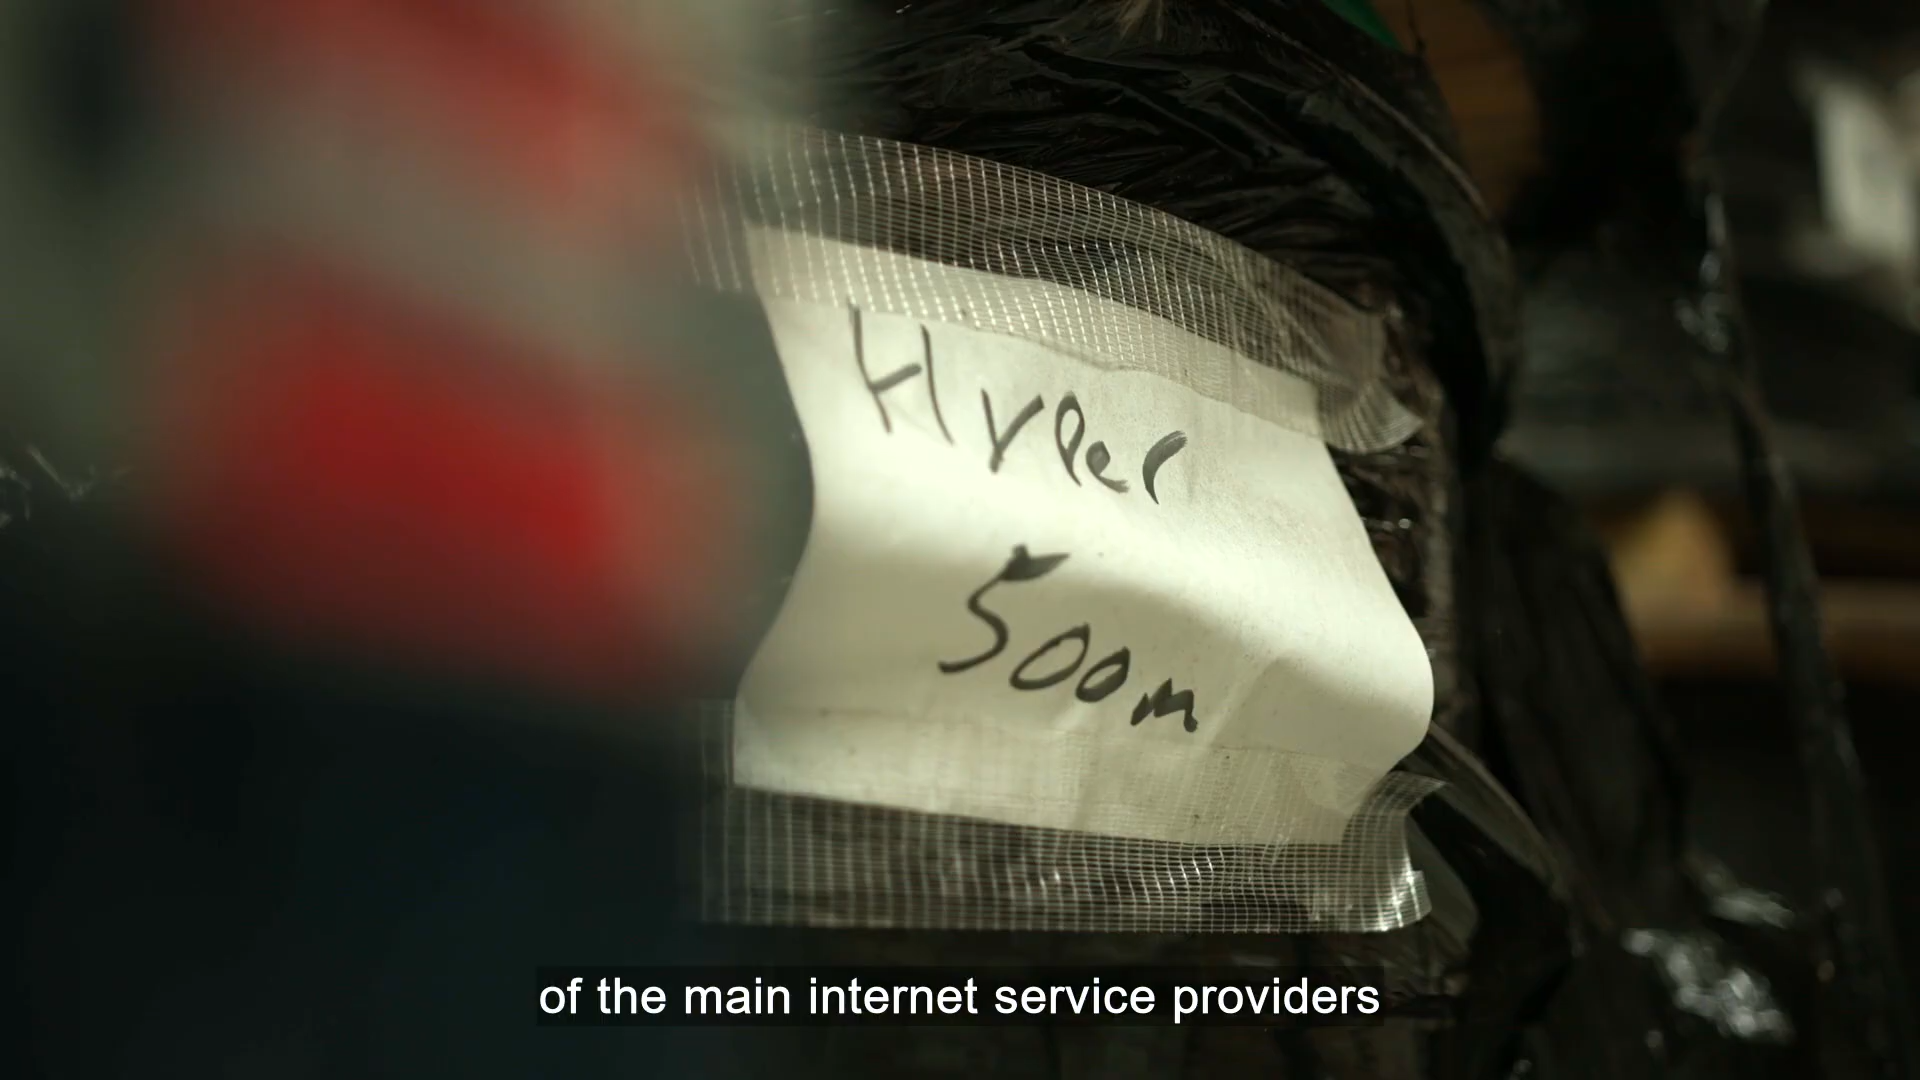 Hyper
500m
of the main internet service providers